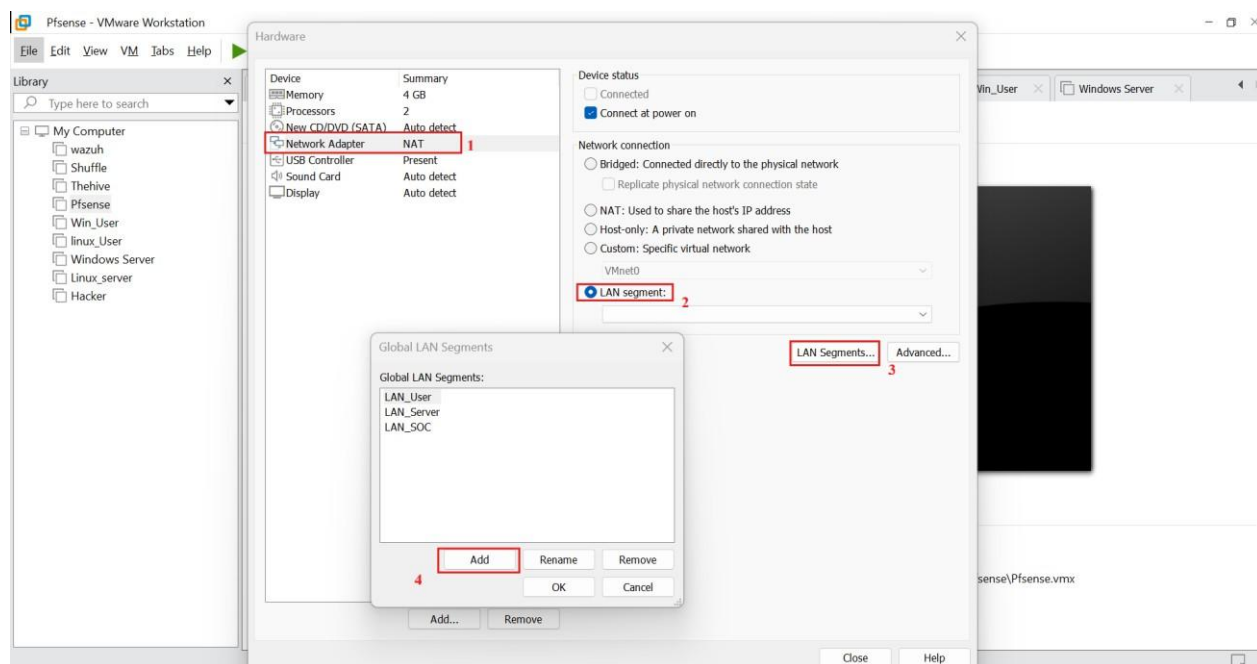 Pfsense - VMware Workstation
File Edit View VM Tabs Help
Library
Type here to search
My Computer
wazuh
Shuffle
Thehive
Pfsense
Win_User
linux_User
Windows Server
Linux_server
Hacker
Hardware
Device Summary
Memory 4 GB
Processors 2
New CD/DVD (SATA) Auto detect
Network Adapter NAT 1
USB Controller Present
Sound Card Auto detect
Display Auto detect
Add... Remove
Device status
Connected
Connect at power on
Network connection
Bridged: Connected directly to the physical network
Replicate physical network connection state
NAT: Used to share the host's IP address
Host-only: A private network shared with the host
Custom: Specific virtual network
VMnet0
LAN segment: 2
LAN Segments... Advanced...
3
Global LAN Segments
Global LAN Segments:
LAN_User
LAN_Server
LAN_SOC
Add Rename Remove
4
OK Cancel
Close Help
Win_User Windows Server
sense\Pfsense.vmx